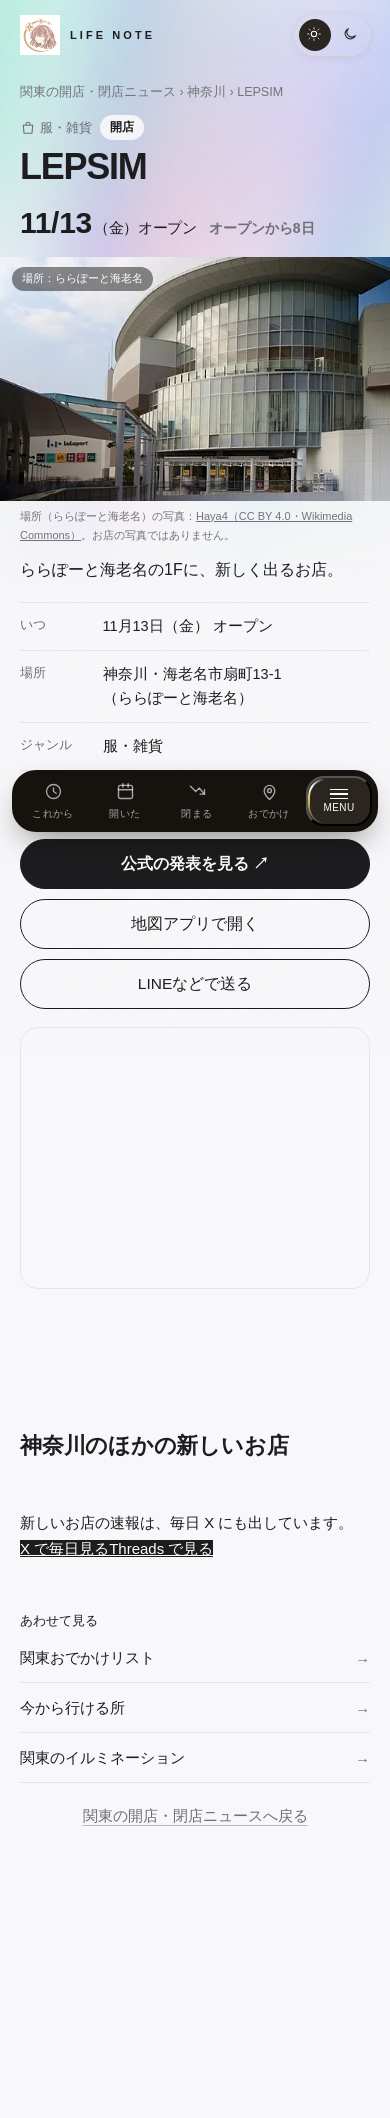 LIFE NOTE
関東の開店・閉店ニュース › 神奈川 › LEPSIM
服・雑貨 開店
LEPSIM
11/13（金）オープン オープンから8日
場所：ららぽーと海老名
LaLaport
場所（ららぽーと海老名）の写真：Haya4（CC BY 4.0・Wikimedia
Commons）。お店の写真ではありません。
ららぽーと海老名の1Fに、新しく出るお店。
いつ 11月13日（金） オープン
場所 神奈川・海老名市扇町13-1
（ららぽーと海老名）
ジャンル 服・雑貨
これから 開いた 閉まる おでかけ MENU
公式の発表を見る ↗
地図アプリで開く
LINEなどで送る
神奈川のほかの新しいお店
新しいお店の速報は、毎日 X にも出しています。
X で毎日見るThreads で見る
あわせて見る
関東おでかけリスト →
今から行ける所 →
関東のイルミネーション →
関東の開店・閉店ニュースへ戻る